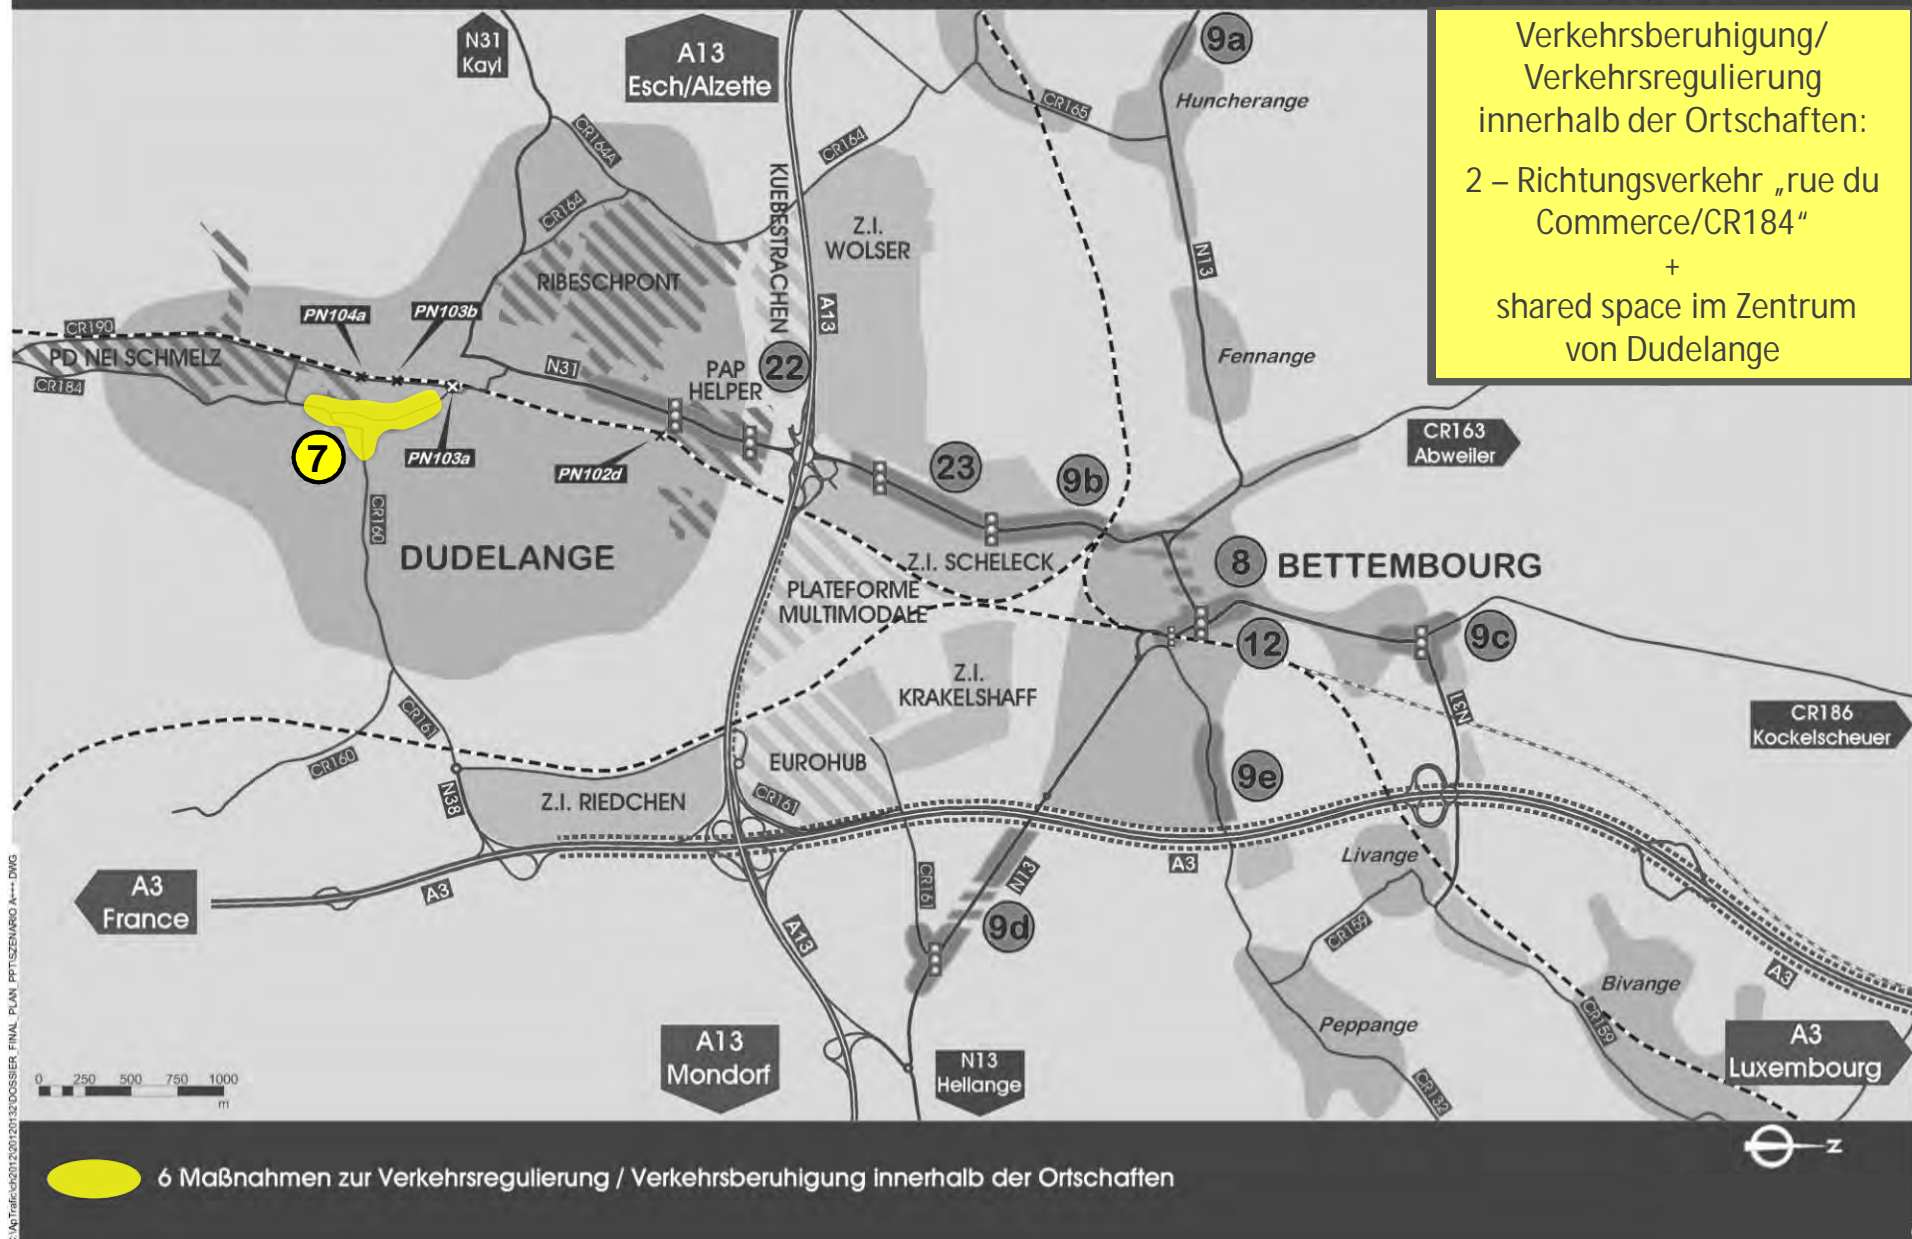 N31
Kayl
A13
Esch/Alzette
9a
Huncherange
CR165
CR164A
CR164
CR164
KUEBESTRACHEN
Z.I.
WOLSER
A13
N13
Verkehrsberuhigung/
Verkehrsregulierung
innerhalb der Ortschaften:
2 – Richtungsverkehr „rue du
Commerce/CR184“
+
shared space im Zentrum
von Dudelange
RIBESCHPONT
PN104a
PN103b
CR190
PD NEI SCHMELZ
CR184
N31
PAP
HELPER
22
Fennange
7
PN103a
PN102d
CR163
Abweiler
23
9b
CR160
DUDELANGE
Z.I. SCHELECK
8
BETTEMBOURG
PLATEFORME
MULTIMODALE
12
9c
Z.I.
KRAKELSHAFF
N31
CR186
Kockelscheuer
CR161
CR160
N38
EUROHUB
CR161
Z.I. RIEDCHEN
9e
A3
France
A3
CR161
N13
A3
Livange
9d
A13
CR159
Bivange
A3
Peppange
CR159
A3
Luxembourg
A13
Mondorf
N13
Hellange
CR132
0 250 500 750 1000
m
Z
6 Maßnahmen zur Verkehrsregulierung / Verkehrsberuhigung innerhalb der Ortschaften